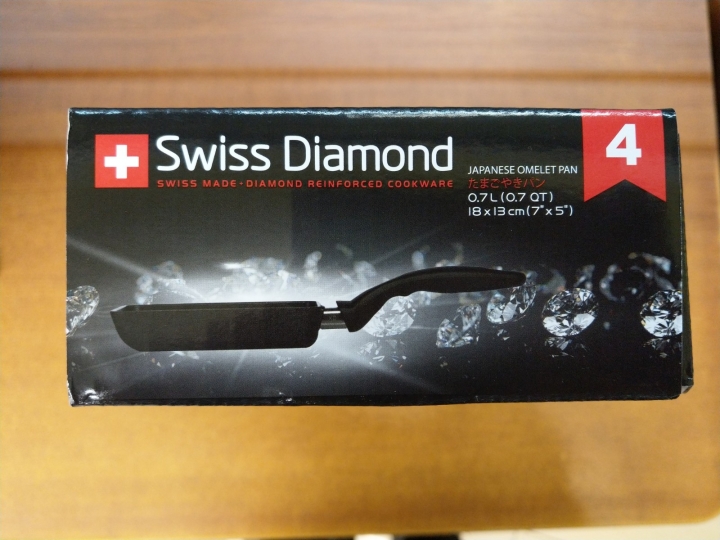 Swiss Diamond
SWISS MADE - DIAMOND REINFORCED COOKWARE
JAPANESE OMELET PAN
たまごやきパン
0.7 L (0.7 QT)
18 x 13 cm (7" x 5")
4